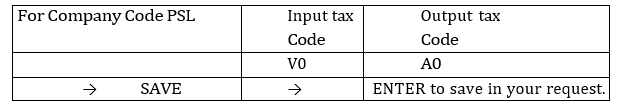 For Company Code PSL Input tax Output tax
Code Code
V0 A0
→ SAVE → ENTER to save in your request.